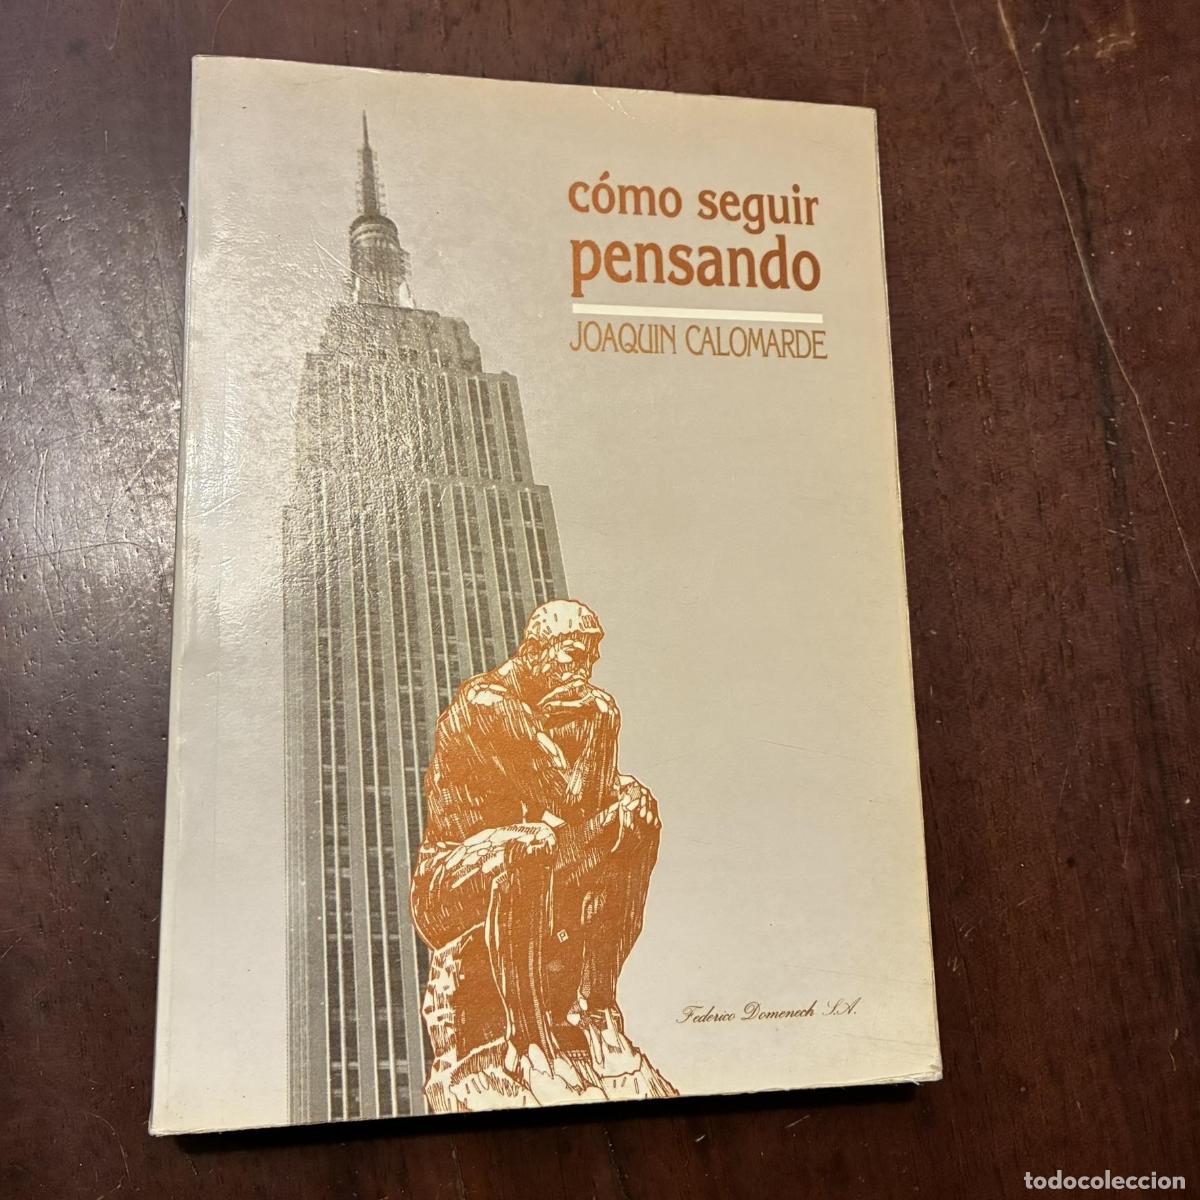 cómo seguir
pensando
JOAQUIN CALOMARDE
Federico Domenech S.A.
todocoleccion